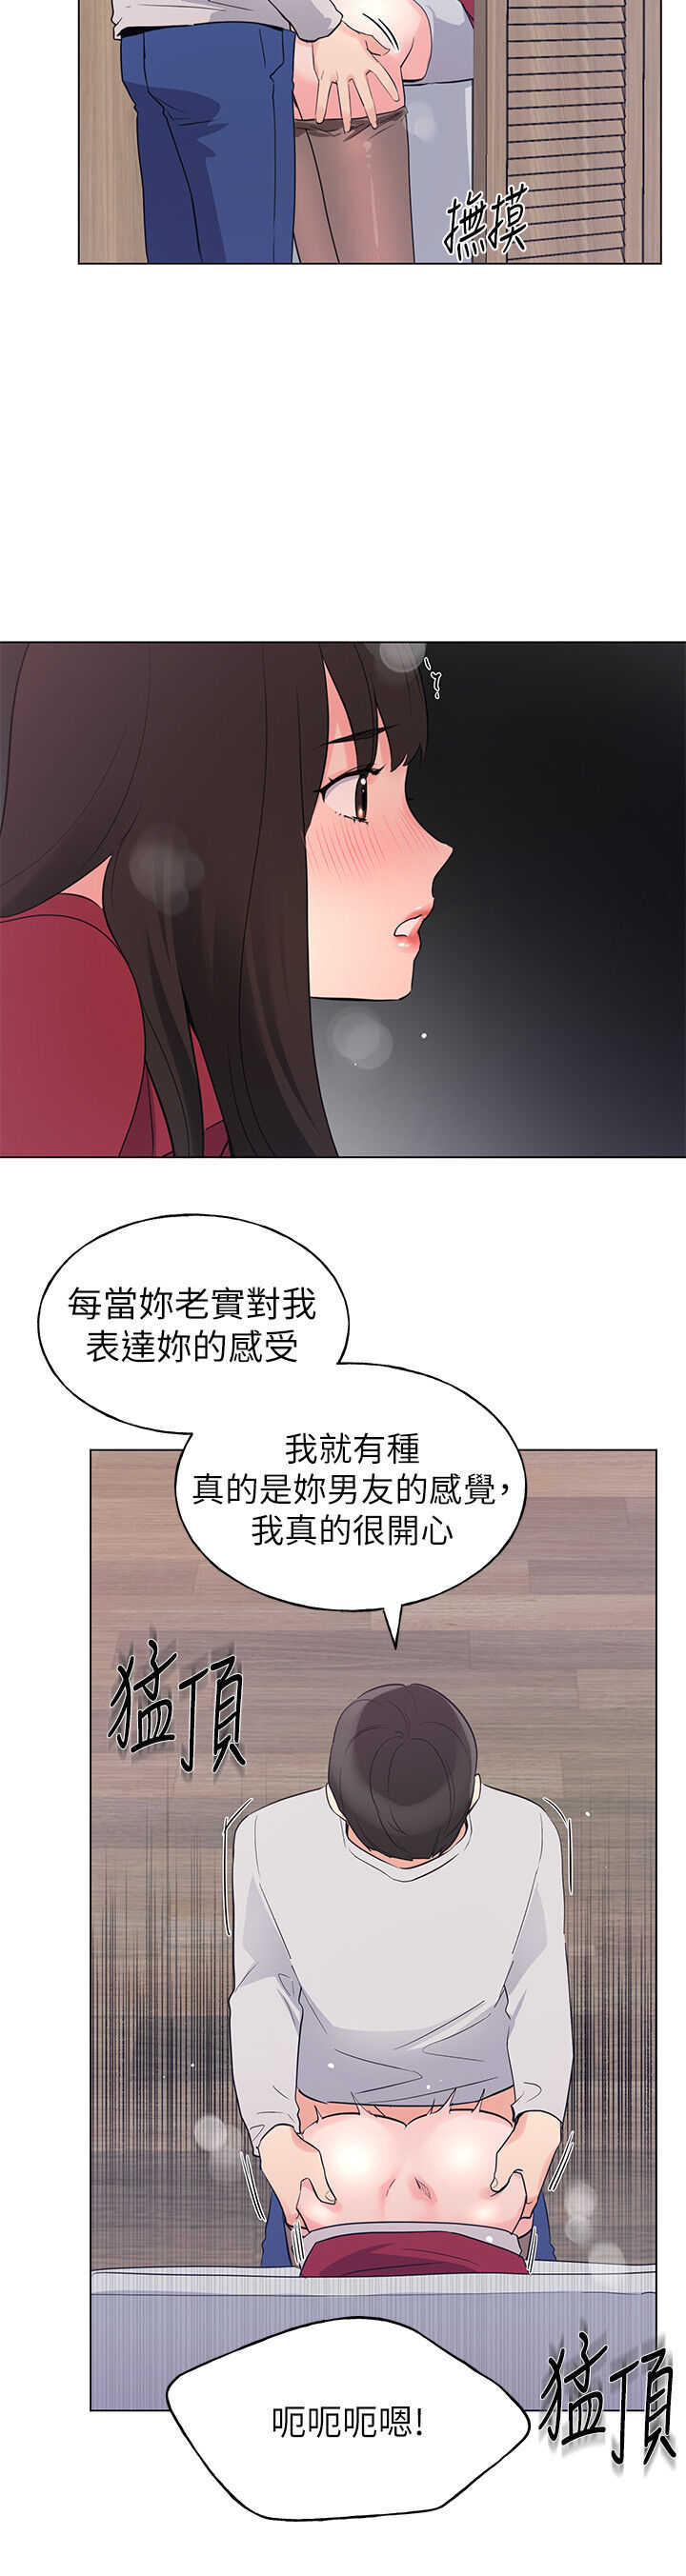 撫摸
每當妳老實對我
表達妳的感受
我就有種
真的是妳男友的感覺,
我真的很開心
猛頂
呃呃呃嗯!
猛頂